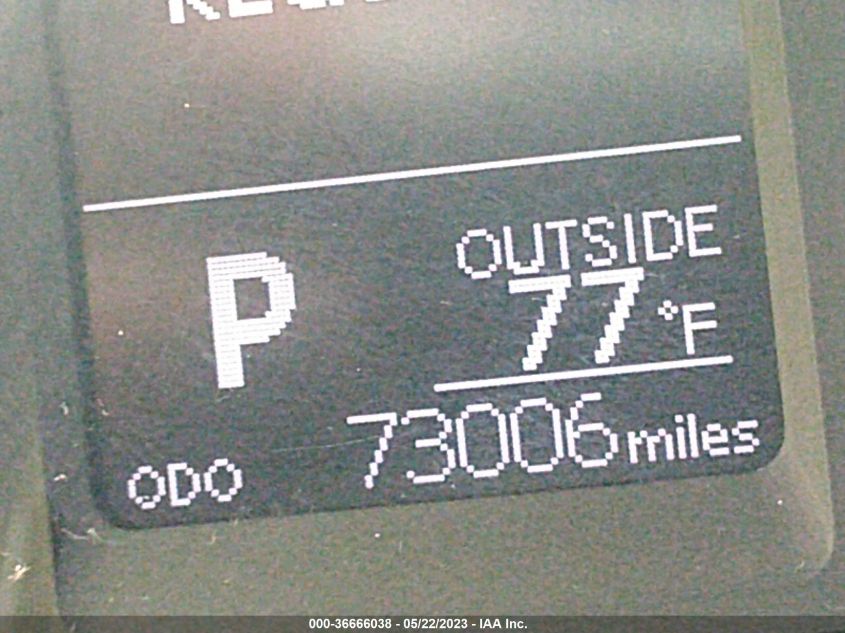 P
OUTSIDE
77°F
ODO 73006 miles
000-36666038 - 05/22/2023 - IAA Inc.